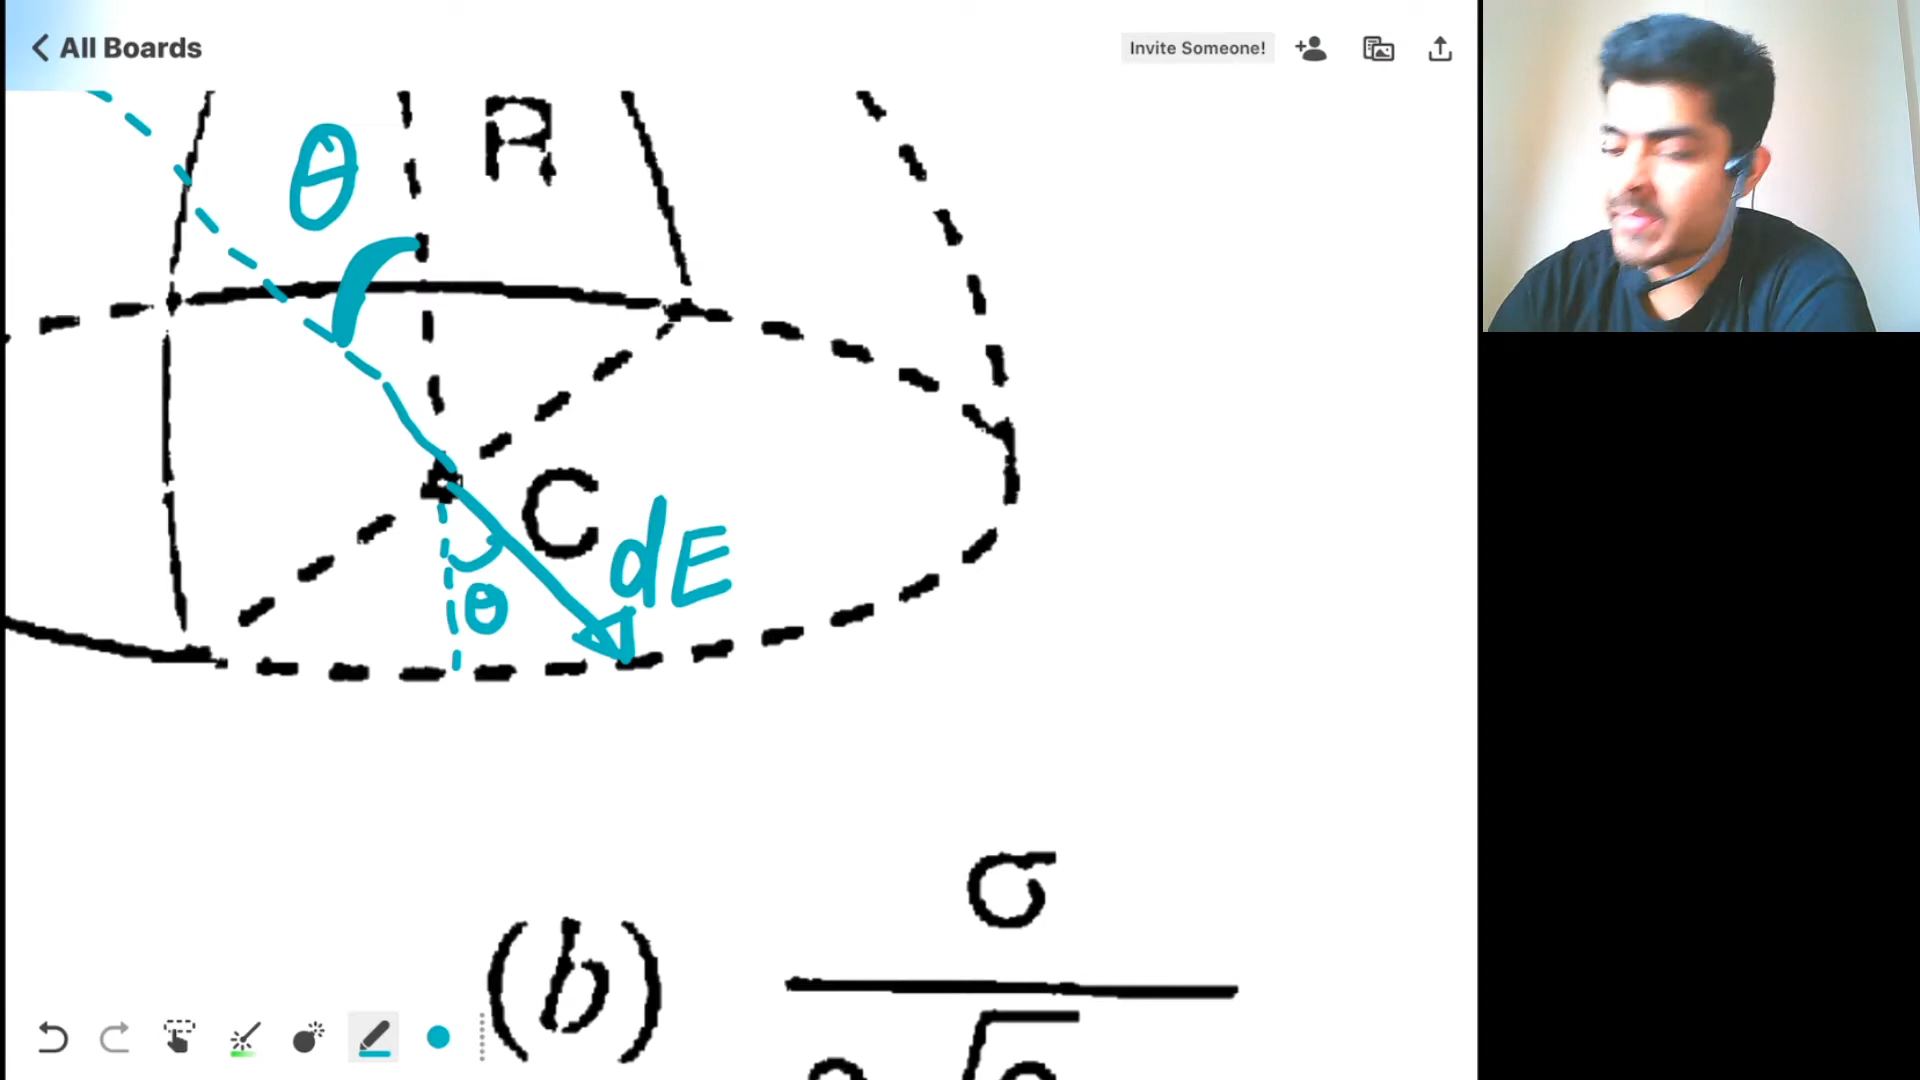 All Boards
Invite Someone!
R
θ
C
dE
θ
σ
(b)